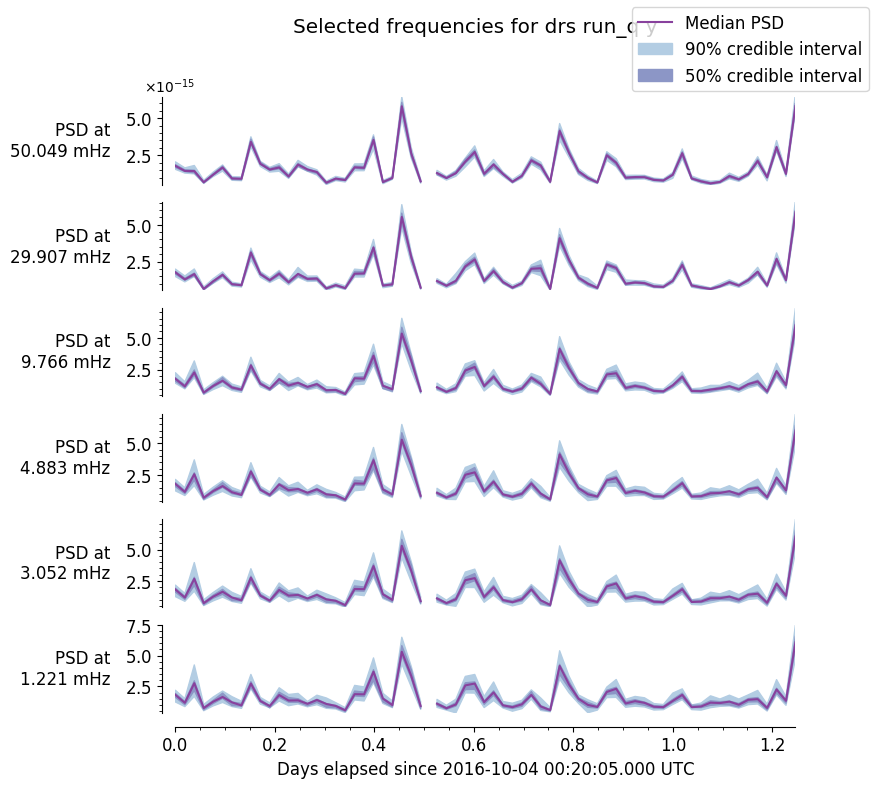 Selected frequencies for drs run_q y
Median PSD
90% credible interval
50% credible interval
×10⁻¹⁵
PSD at
50.049 mHz
5.0
2.5
PSD at
29.907 mHz
5.0
2.5
PSD at
9.766 mHz
5.0
2.5
PSD at
4.883 mHz
5.0
2.5
PSD at
3.052 mHz
5.0
2.5
PSD at
1.221 mHz
7.5
5.0
2.5
0.0 0.2 0.4 0.6 0.8 1.0 1.2
Days elapsed since 2016-10-04 00:20:05.000 UTC